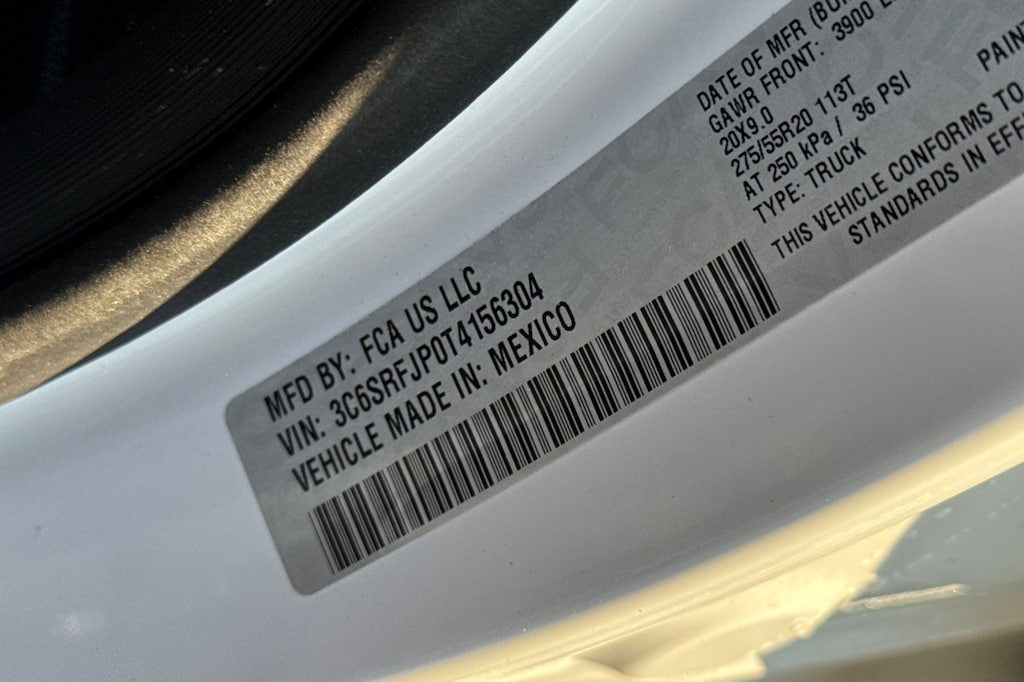 MFD BY: FCA US LLC
VIN: 3C6SRFJP0T4156304
VEHICLE MADE IN: MEXICO
DATE OF MFR
GAWR FRONT: 3900
20X9.0
275/55R20 113T
AT 250 kPa / 36 PSI
TYPE: TRUCK
THIS VEHICLE CONFORMS TO
STANDARDS IN